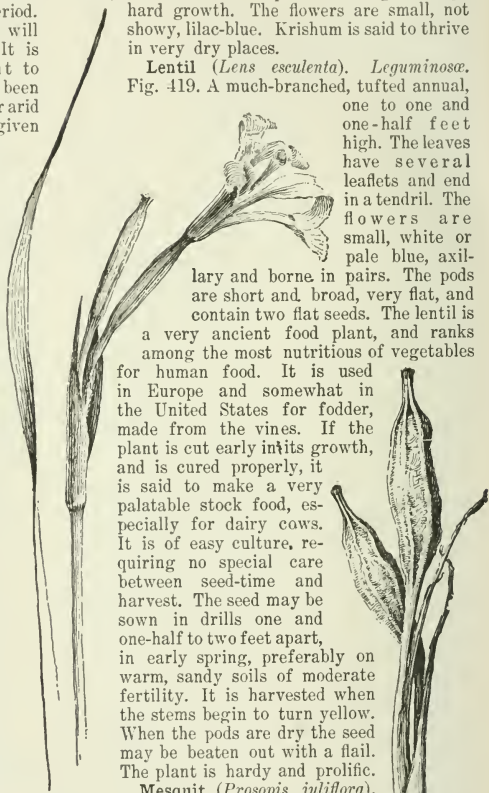 eriod.
will
It is
t to
been
r arid
given
hard growth. The flowers are small, not
showy, lilac-blue. Krishum is said to thrive
in very dry places.
Lentil (Lens esculenta). Leguminosæ.
Fig. 419. A much-branched, tufted annual,
one to one and
one-half feet
high. The leaves
have several
leaflets and end
in a tendril. The
flowers are
small, white or
pale blue, axil-
lary and borne in pairs. The pods
are short and broad, very flat, and
contain two flat seeds. The lentil is
a very ancient food plant, and ranks
among the most nutritious of vegetables
for human food. It is used
in Europe and somewhat in
the United States for fodder,
made from the vines. If the
plant is cut early in its growth,
and is cured properly, it
is said to make a very
palatable stock food, es-
pecially for dairy cows.
It is of easy culture, re-
quiring no special care
between seed-time and
harvest. The seed may be
sown in drills one and
one-half to two feet apart,
in early spring, preferably on
warm, sandy soils of moderate
fertility. It is harvested when
the stems begin to turn yellow.
When the pods are dry the seed
may be beaten out with a flail.
The plant is hardy and prolific.
Mesquit (Prosopis juliflora).